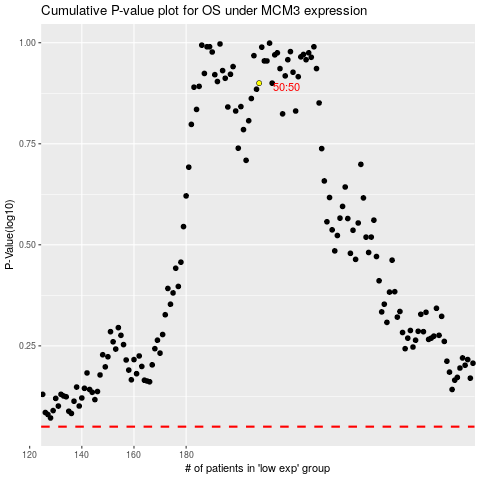 Cumulative P-value plot for OS under MCM3 expression
P-Value(log10)
1.00
0.75
0.50
0.25
50:50
120 140 160 180
# of patients in 'low exp' group